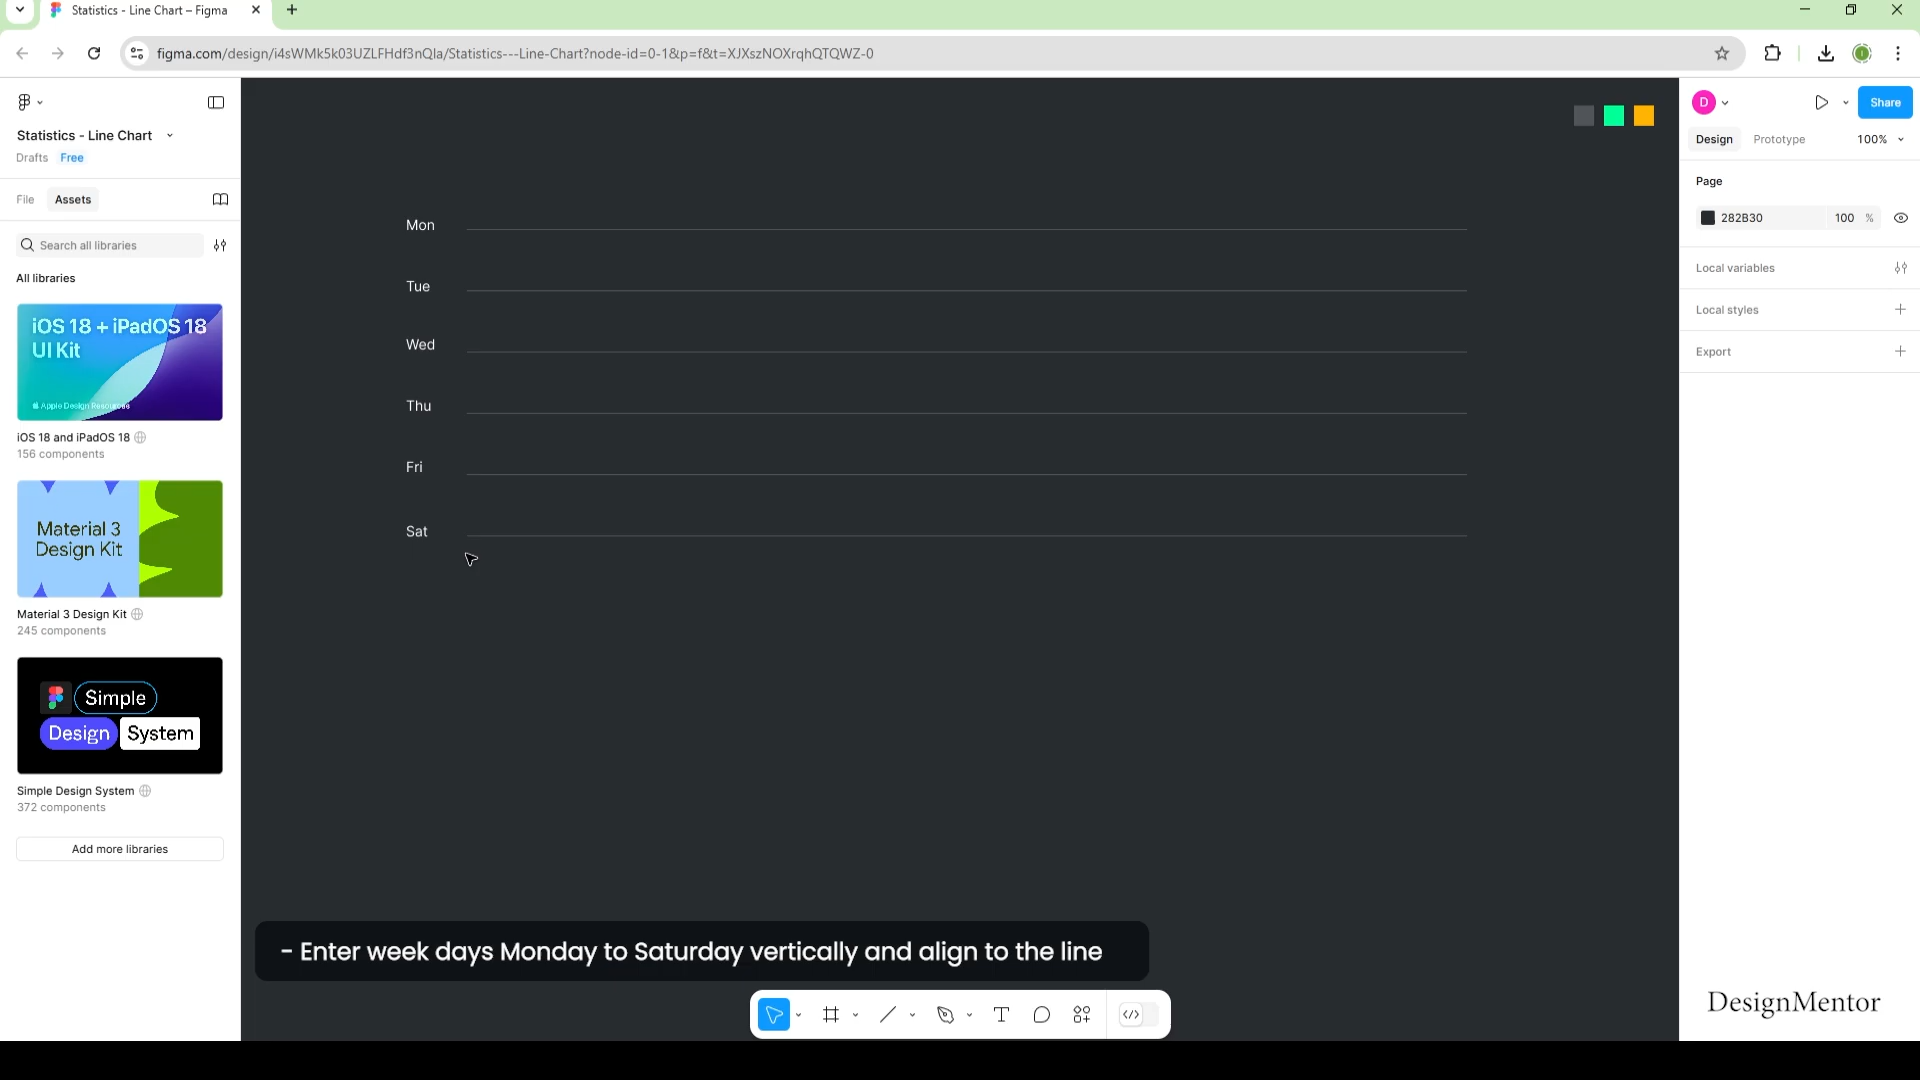 Statistics - Line Chart – Figma
figma.com/design/i4sWMk5k03UZLFHdf3nQla/Statistics---Line-Chart?node-id=0-1&p=f&t=XJXszNOXrqhQTQWZ-0
Statistics - Line Chart
Drafts Free
File Assets
Search all libraries
All libraries
iOS 18 + iPadOS 18
UI Kit
Apple Design Resources
iOS 18 and iPadOS 18
156 components
Material 3
Design Kit
Material 3 Design Kit
245 components
Simple
Design System
Simple Design System
372 components
Add more libraries
Mon
Tue
Wed
Thu
Fri
Sat
- Enter week days Monday to Saturday vertically and align to the line
D
Share
Design Prototype 100%
Page
282B30 100 %
Local variables
Local styles
Export
DesignMentor